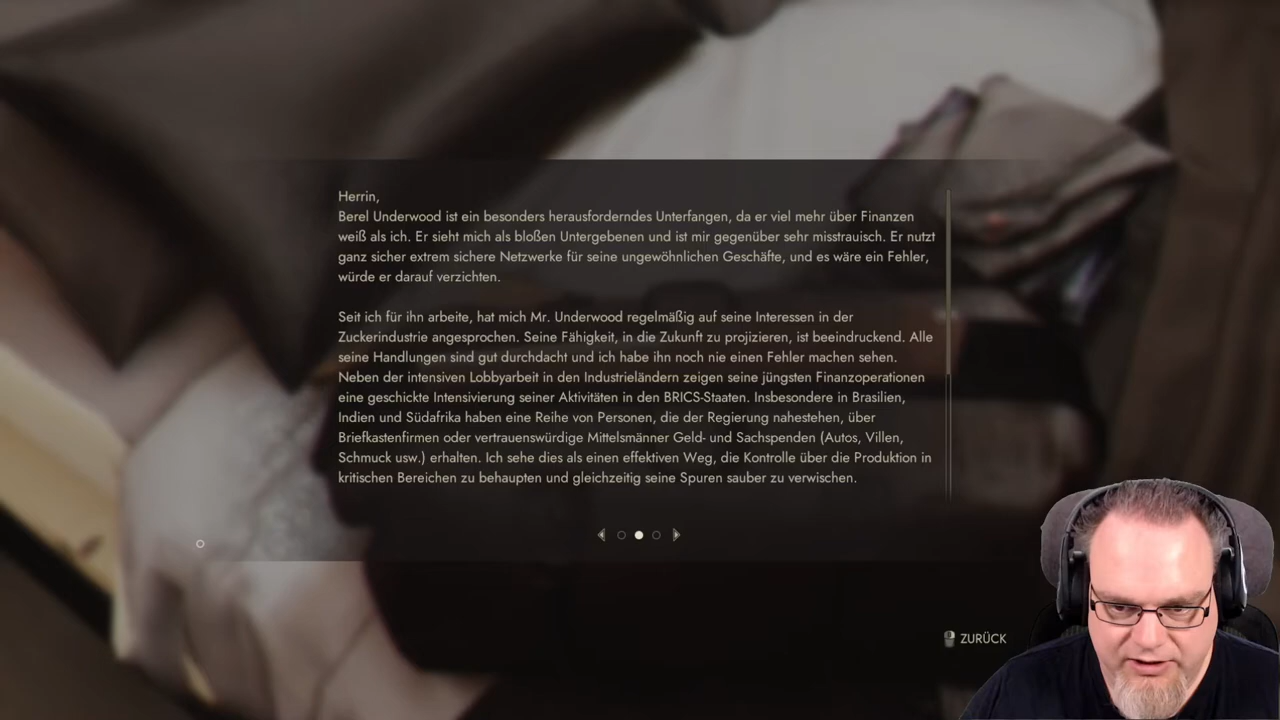 Herrin,
Berel Underwood ist ein besonders herausforderndes Unterfangen, da er viel mehr über Finanzen
weiß als ich. Er sieht mich als bloßen Untergebenen und ist mir gegenüber sehr misstrauisch. Er nutzt
ganz sicher extrem sichere Netzwerke für seine ungewöhnlichen Geschäfte, und es wäre ein Fehler,
würde er darauf verzichten.
Seit ich für ihn arbeite, hat mich Mr. Underwood regelmäßig auf seine Interessen in der
Zuckerindustrie angesprochen. Seine Fähigkeit, in die Zukunft zu projizieren, ist beeindruckend. Alle
seine Handlungen sind gut durchdacht und ich habe ihn noch nie einen Fehler machen sehen.
Neben der intensiven Lobbyarbeit in den Industrieländern zeigen seine jüngsten Finanzoperationen
eine geschickte Intensivierung seiner Aktivitäten in den BRICS-Staaten. Insbesondere in Brasilien,
Indien und Südafrika haben eine Reihe von Personen, die der Regierung nahestehen, über
Briefkastenfirmen oder vertrauenswürdige Mittelsmänner Geld- und Sachspenden (Autos, Villen,
Schmuck usw.) erhalten. Ich sehe dies als einen effektiven Weg, die Kontrolle über die Produktion in
kritischen Bereichen zu behaupten und gleichzeitig seine Spuren sauber zu verwischen.
ZURÜCK